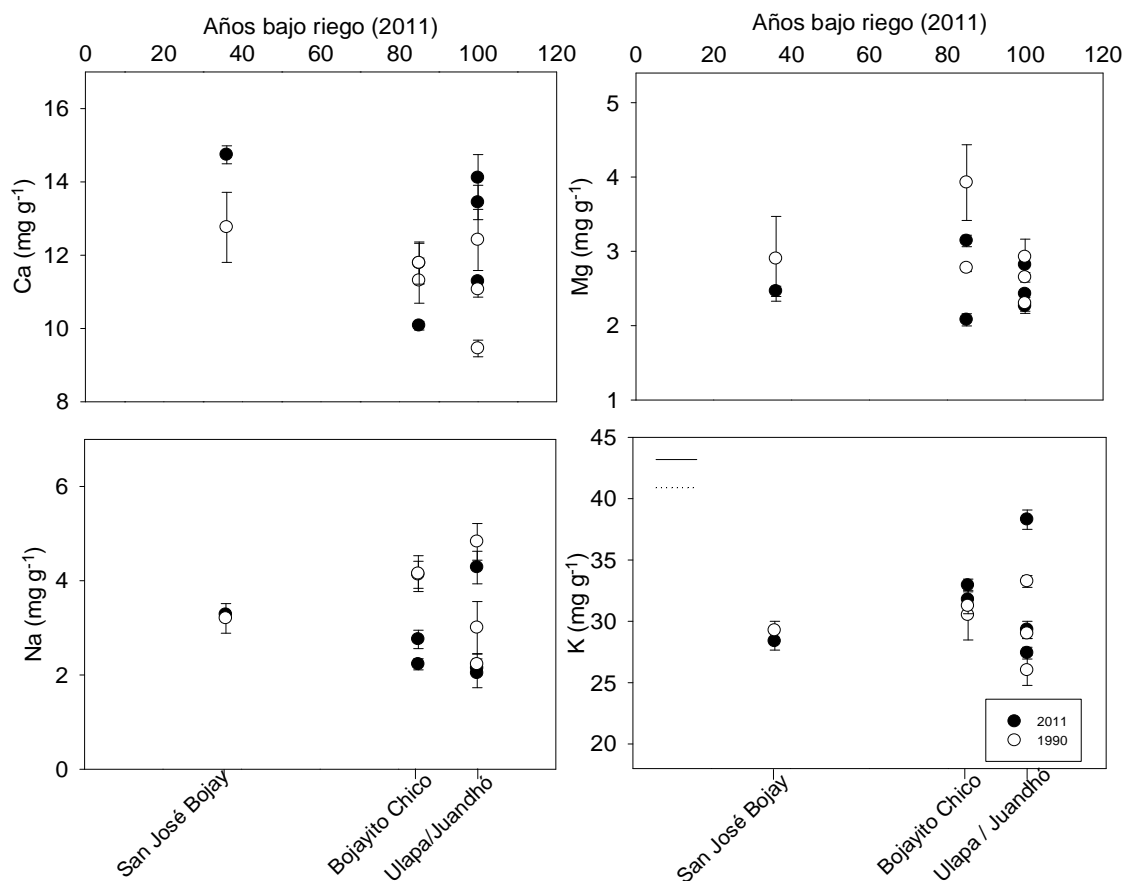 Años bajo riego (2011)
0 20 40 60 80 100 120
Ca (mg g-1)
16
14
12
10
8
Años bajo riego (2011)
0 20 40 60 80 100 120
Mg (mg g-1)
5
4
3
2
1
Na (mg g-1)
6
4
2
0
San José Bojay
Bojayito Chico
Ulapa/Juandhó
K (mg g-1)
45
40
35
30
25
20
2011
1990
San José Bojay
Bojayito Chico
Ulapa / Juandhó